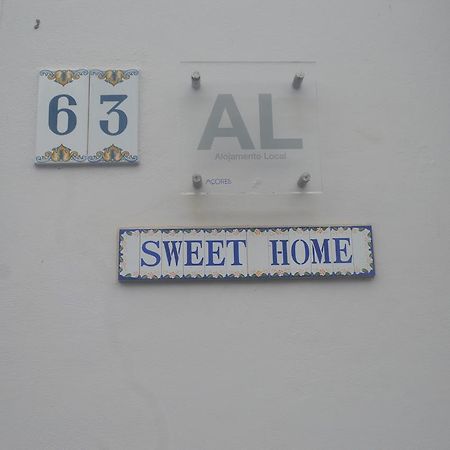 63
AL
Alojamento Local
AÇORES
SWEET HOME